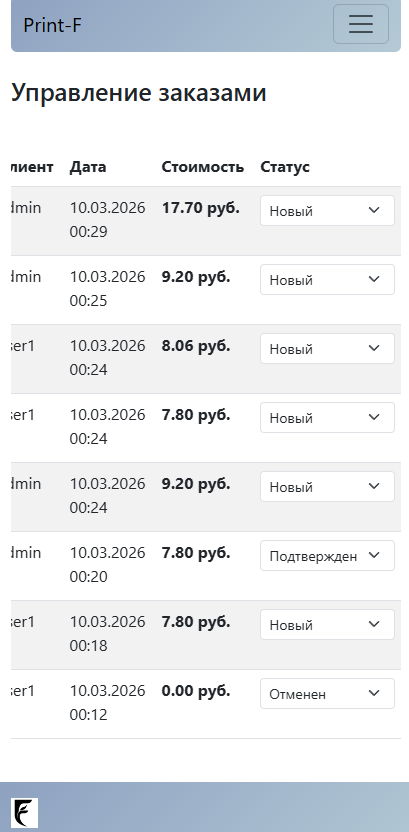 Print-F
Управление заказами
лиент Дата Стоимость Статус
dmin 10.03.2026 17.70 руб. Новый
00:29
dmin 10.03.2026 9.20 руб. Новый
00:25
ser1 10.03.2026 8.06 руб. Новый
00:24
ser1 10.03.2026 7.80 руб. Новый
00:24
dmin 10.03.2026 9.20 руб. Новый
00:24
dmin 10.03.2026 7.80 руб. Подтвержден
00:20
ser1 10.03.2026 7.80 руб. Новый
00:18
ser1 10.03.2026 0.00 руб. Отменен
00:12